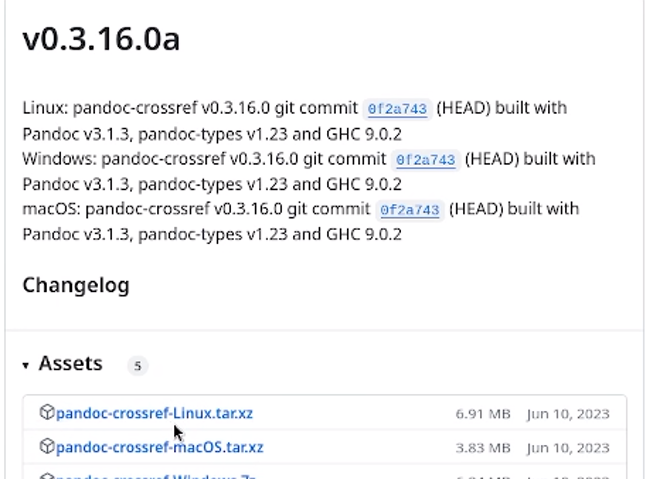 v0.3.16.0a
Linux: pandoc-crossref v0.3.16.0 git commit 0f2a743 (HEAD) built with
Pandoc v3.1.3, pandoc-types v1.23 and GHC 9.0.2
Windows: pandoc-crossref v0.3.16.0 git commit 0f2a743 (HEAD) built with
Pandoc v3.1.3, pandoc-types v1.23 and GHC 9.0.2
macOS: pandoc-crossref v0.3.16.0 git commit 0f2a743 (HEAD) built with
Pandoc v3.1.3, pandoc-types v1.23 and GHC 9.0.2
Changelog
Assets 5
pandoc-crossref-Linux.tar.xz 6.91 MB Jun 10, 2023
pandoc-crossref-macOS.tar.xz 3.83 MB Jun 10, 2023